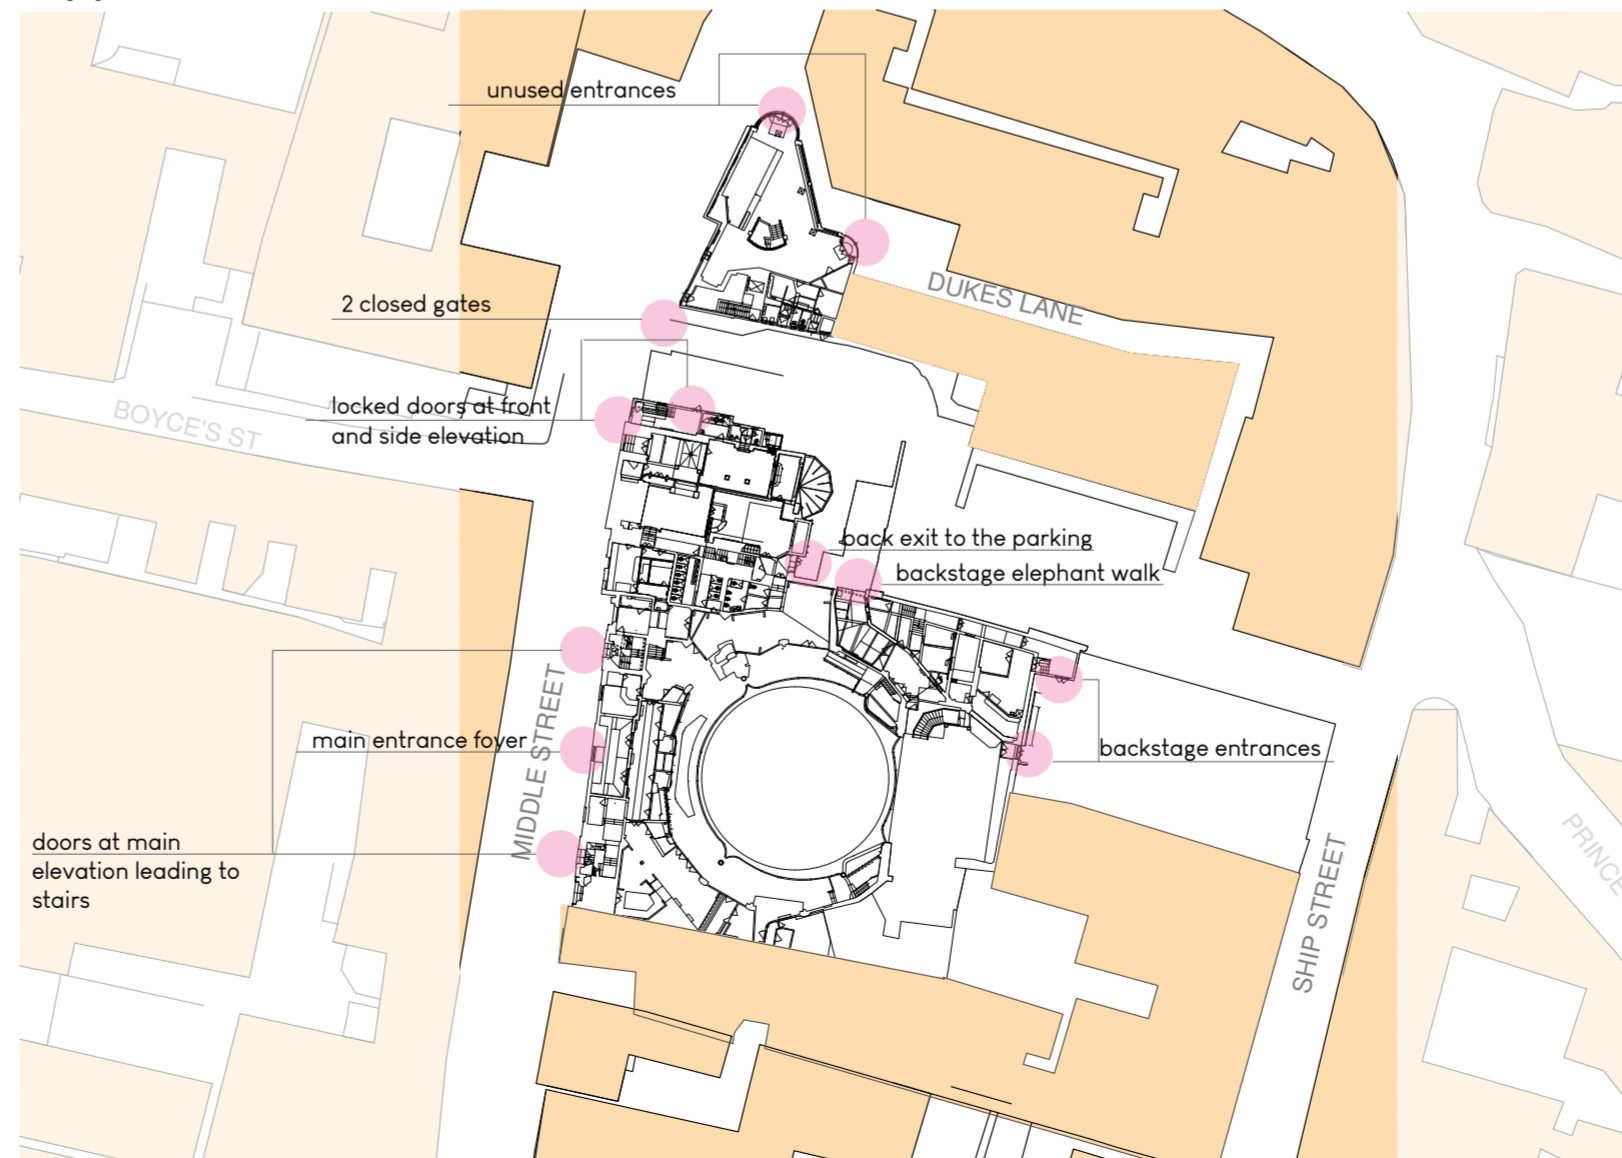 unused entrances
DUKES LANE
2 closed gates
locked doors at front
and side elevation
BOYCE'S ST
back exit to the parking
backstage elephant walk
MIDDLE STREET
main entrance foyer
backstage entrances
doors at main
elevation leading to
stairs
SHIP STREET
PRINCE